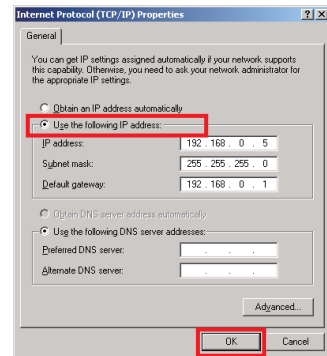 Internet Protocol (TCP/IP) Properties
General
You can get IP settings assigned automatically if your network supports
this capability. Otherwise, you need to ask your network administrator for
the appropriate IP settings.
Obtain an IP address automatically
Use the following IP address:
IP address: 192 . 168 . 0 . 5
Subnet mask: 255 . 255 . 255 . 0
Default gateway: 192 . 168 . 0 . 1
Obtain DNS server address automatically
Use the following DNS server addresses:
Preferred DNS server: . . .
Alternate DNS server: . . .
Advanced...
OK Cancel